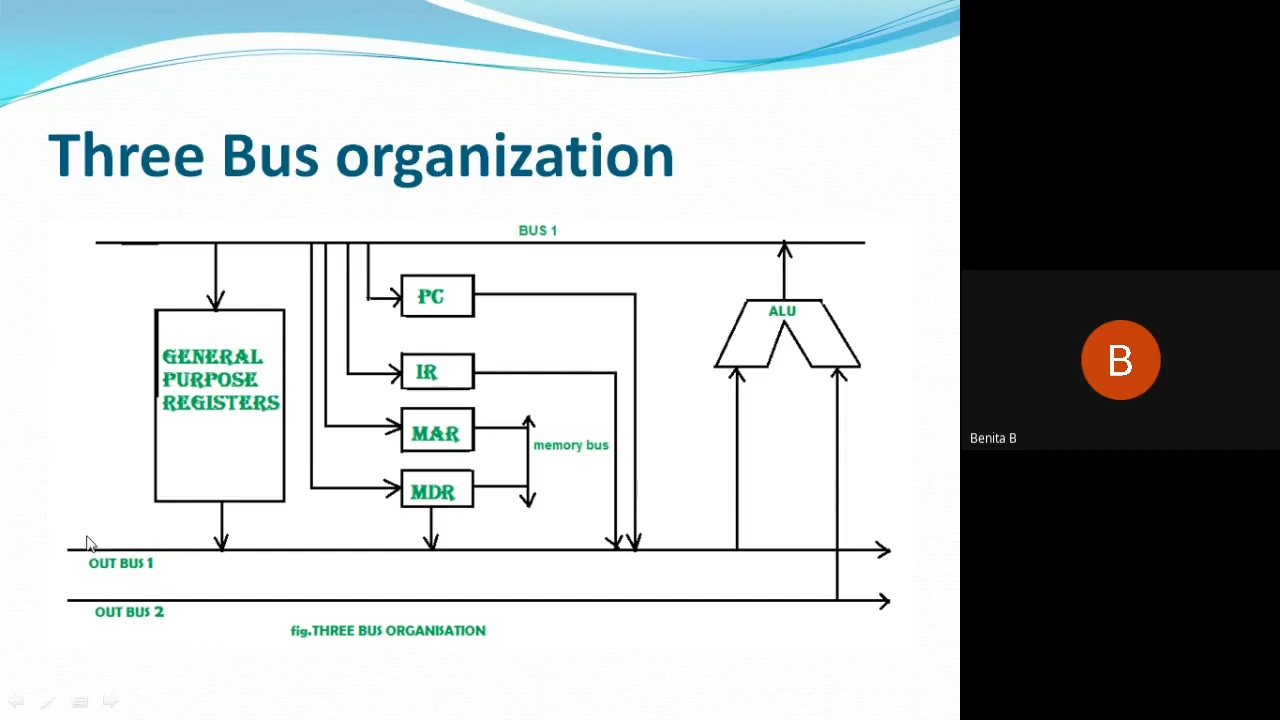 Three Bus organization
BUS 1
PC
ALU
GENERAL
PURPOSE
REGISTERS
IR
MAR
memory bus
MDR
OUT BUS 1
OUT BUS 2
fig.THREE BUS ORGANISATION
B
Benita B